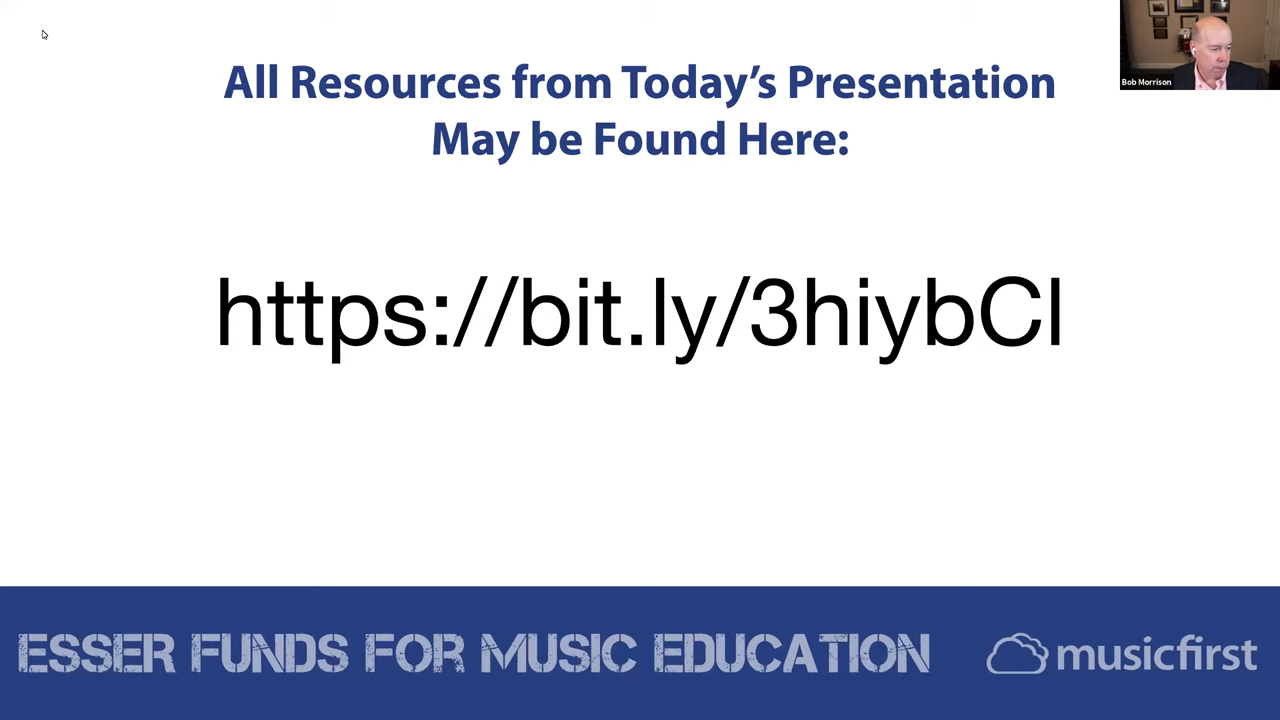 Bob Morrison
All Resources from Today's Presentation
May be Found Here:
https://bit.ly/3hiybCl
ESSER FUNDS FOR MUSIC EDUCATION
musicfirst